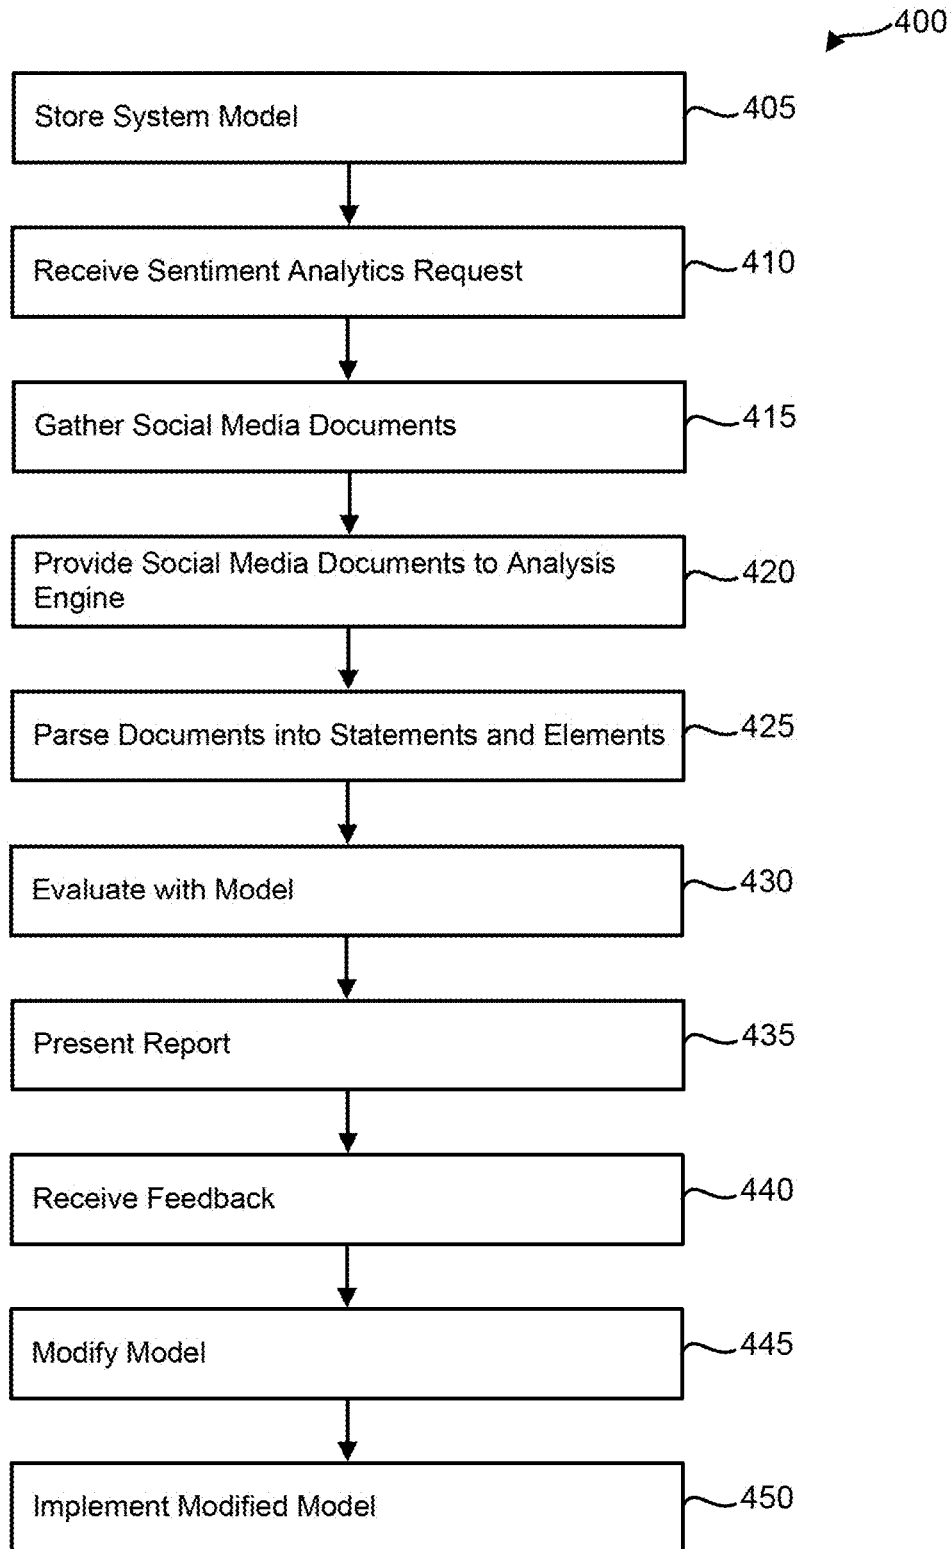 400
Store System Model 405
Receive Sentiment Analytics Request 410
Gather Social Media Documents 415
Provide Social Media Documents to Analysis
Engine 420
Parse Documents into Statements and Elements 425
Evaluate with Model 430
Present Report 435
Receive Feedback 440
Modify Model 445
Implement Modified Model 450